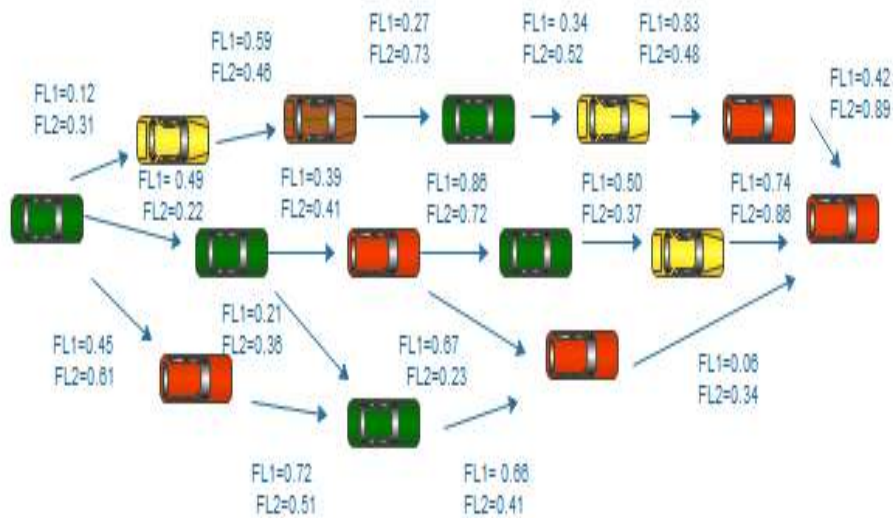 FL1=0.59
FL2=0.46
FL1=0.27
FL2=0.73
FL1= 0.34
FL2=0.52
FL1=0.83
FL2=0.48
FL1=0.12
FL2=0.31
FL1=0.42
FL2=0.89
FL1= 0.49
FL2=0.22
FL1=0.39
FL2=0.41
FL1=0.86
FL2=0.72
FL1=0.50
FL2=0.37
FL1=0.74
FL2=0.86
FL1=0.45
FL2=0.61
FL1=0.21
FL2=0.36
FL1=0.67
FL2=0.23
FL1=0.06
FL2=0.34
FL1=0.72
FL2=0.51
FL1= 0.66
FL2=0.41